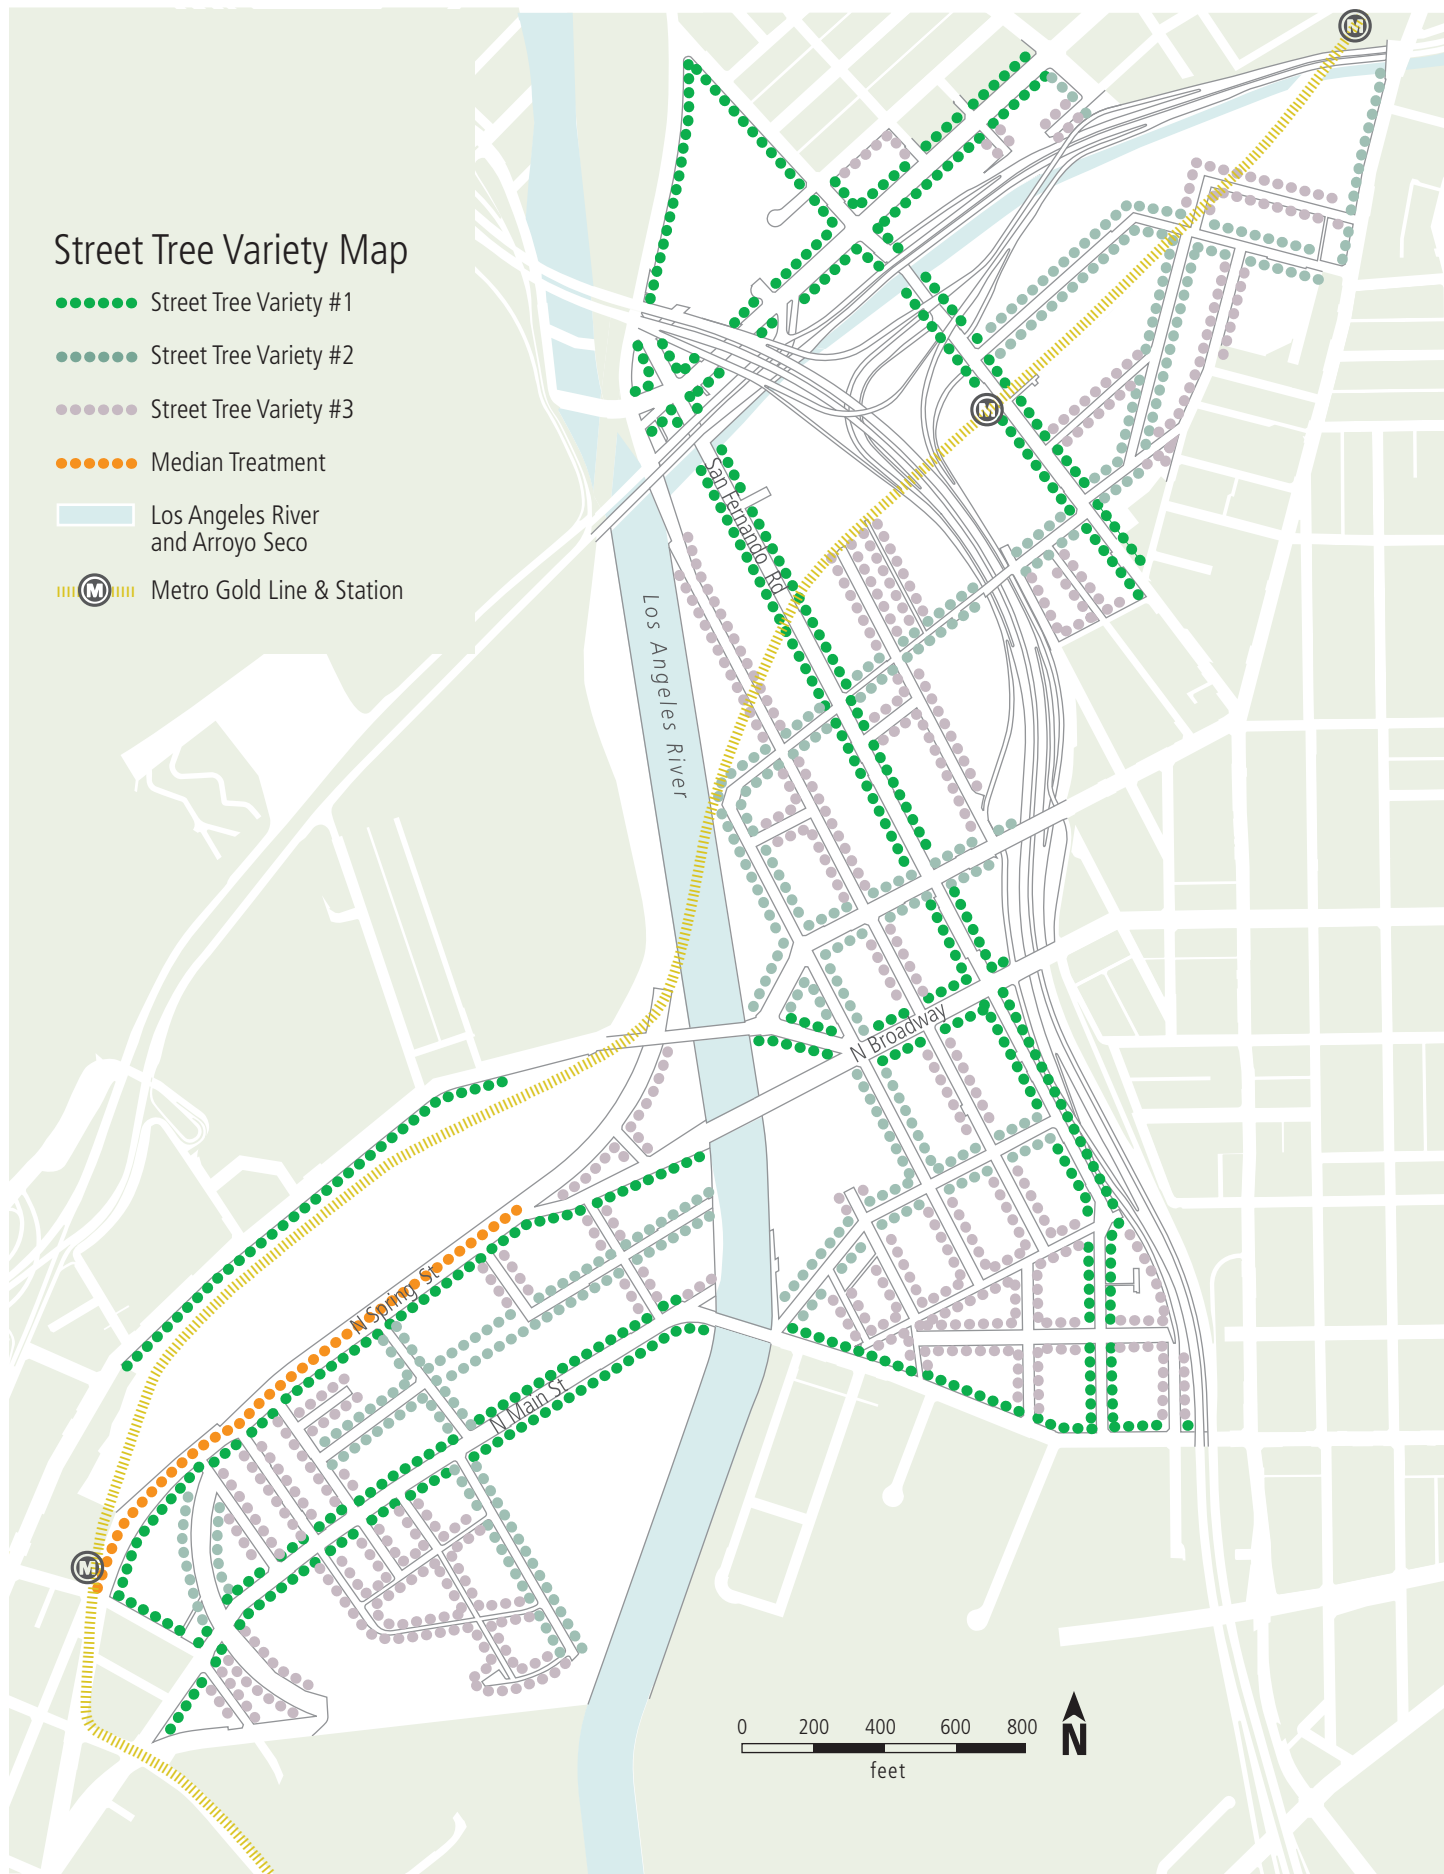 Street Tree Variety Map
Street Tree Variety #1
Street Tree Variety #2
Street Tree Variety #3
Median Treatment
Los Angeles River
and Arroyo Seco
M
Metro Gold Line & Station
M
M
San Fernando Rd
Los Angeles River
N Broadway
N Spring St
N Main St
M
0 200 400 600 800
feet
N